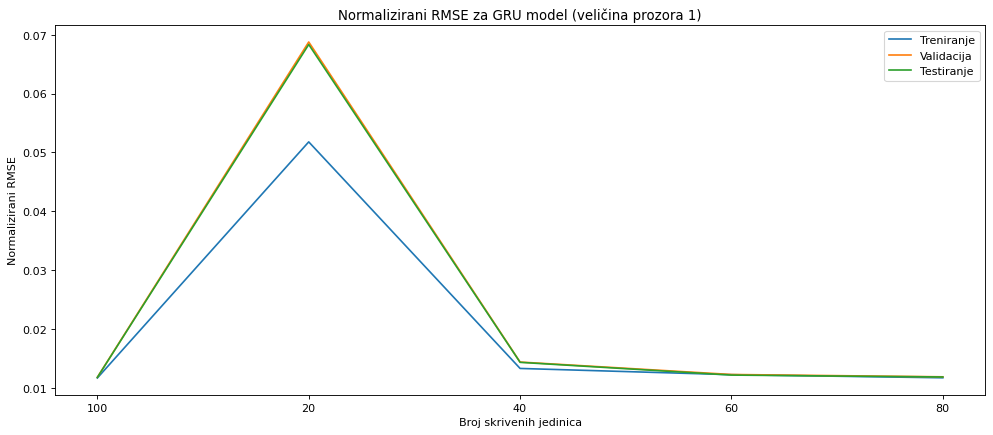 Normalizirani RMSE za GRU model (veličina prozora 1)
Treniranje
Validacija
Testiranje
Normalizirani RMSE
0.07
0.06
0.05
0.04
0.03
0.02
0.01
100 20 40 60 80
Broj skrivenih jedinica